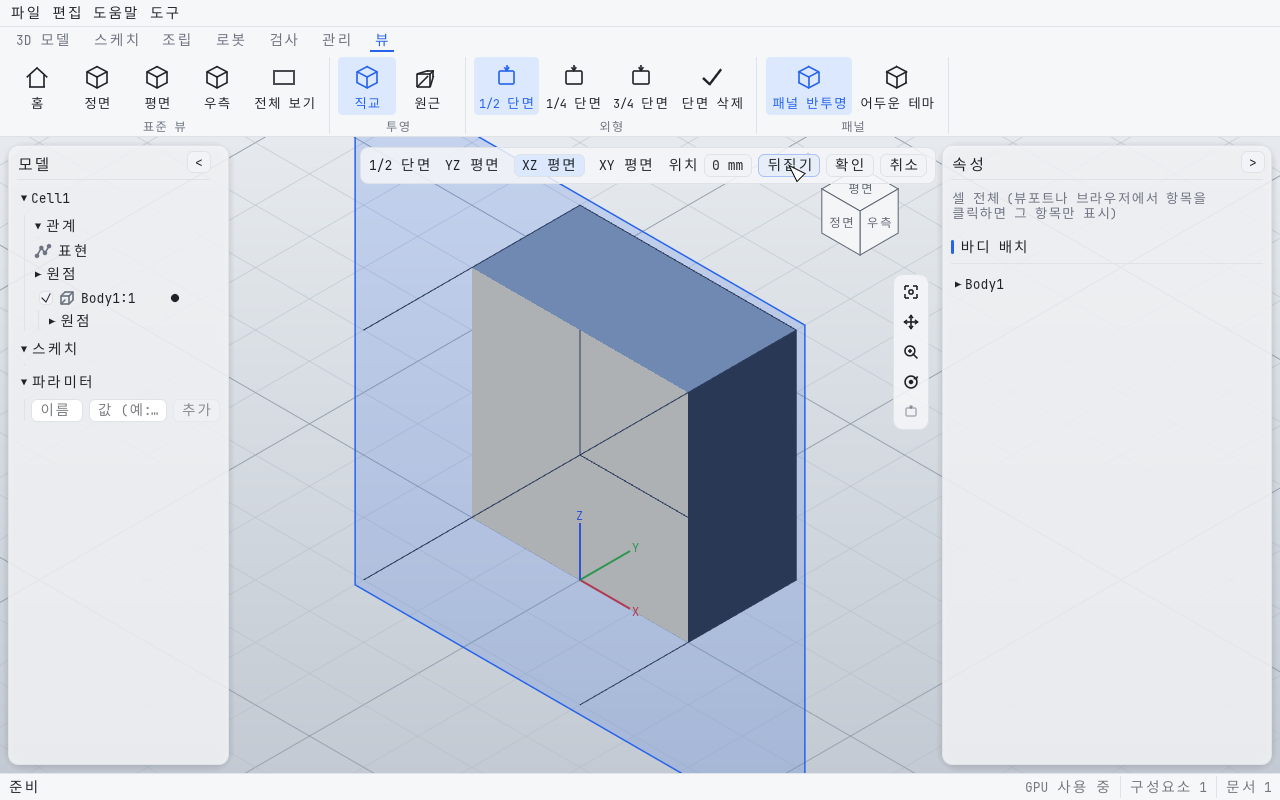 파일 편집 도움말 도구
3D 모델 스케치 조립 로봇 검사 관리 뷰
홈 정면 평면 우측 전체 보기 직교 원근 1/2 단면 1/4 단면 3/4 단면 단면 삭제 패널 반투명 어두운 테마
표준 뷰 투영 외형 패널
모델 <
1/2 단면 YZ 평면 XZ 평면 XY 평면 위치 0 mm 뒤집기 확인 취소
속성 >
평면
정면 우측
셀 전체 (뷰포트나 브라우저에서 항목을
클릭하면 그 항목만 표시)
바디 배치
▸ Body1
▾ Cell1
▾ 관계
표현
▸ 원점
Body1:1 ●
▸ 원점
▾ 스케치
▾ 파라미터
이름 값 (예:… 추가
Z
Y
X
준비 GPU 사용 중 구성요소 1 문서 1